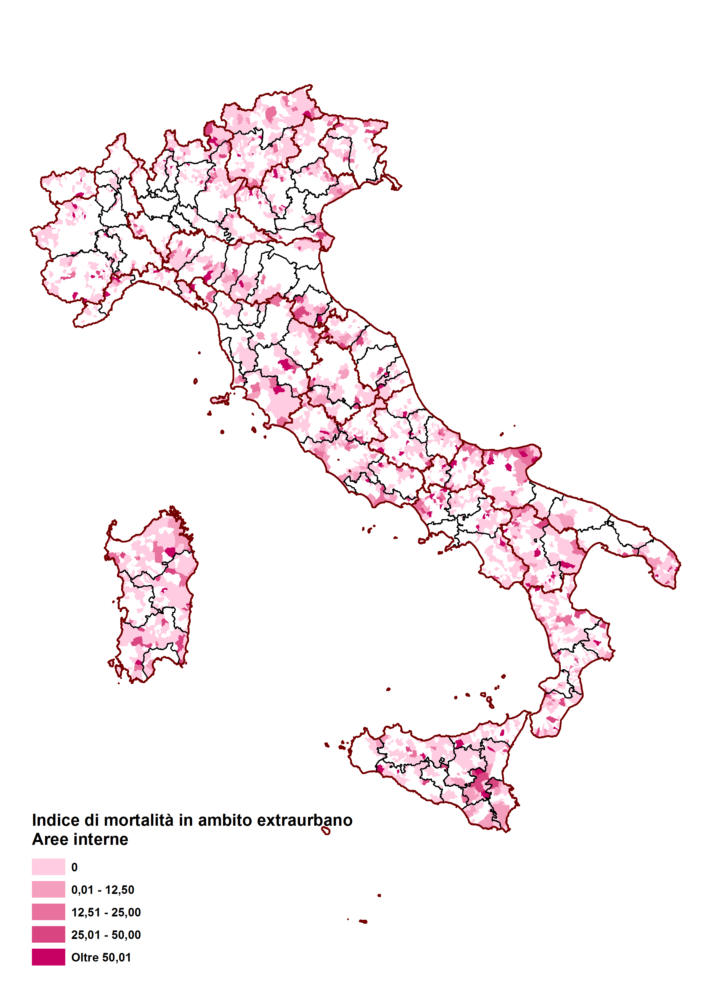 Indice di mortalità in ambito extraurbano
Aree interne
0
0,01 - 12,50
12,51 - 25,00
25,01 - 50,00
Oltre 50,01